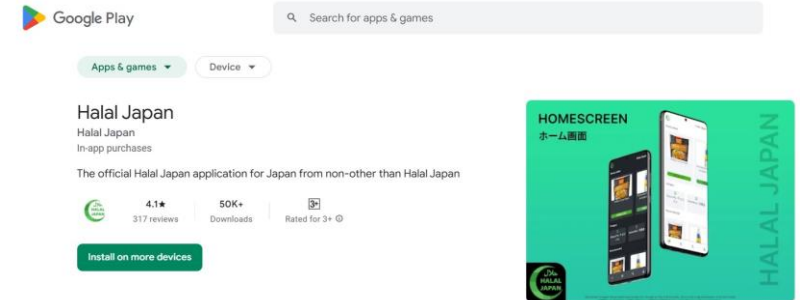 Google Play
Search for apps & games
Apps & games
Device
Halal Japan
Halal Japan
In-app purchases
The official Halal Japan application for Japan from non-other than Halal Japan
4.1★
317 reviews
50K+
Downloads
3+
Rated for 3+
Install on more devices
HOMESCREEN
ホーム画面
HALAL JAPAN
HALAL
JAPAN